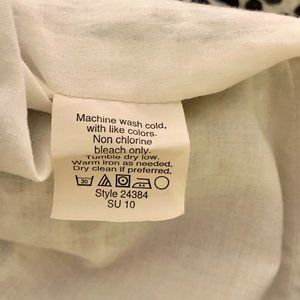 Machine wash cold,
with like colors.
Non chlorine
bleach only.
Tumble dry low.
Warm iron as needed.
Dry clean if preferred.
30
Style 24384
SU 10